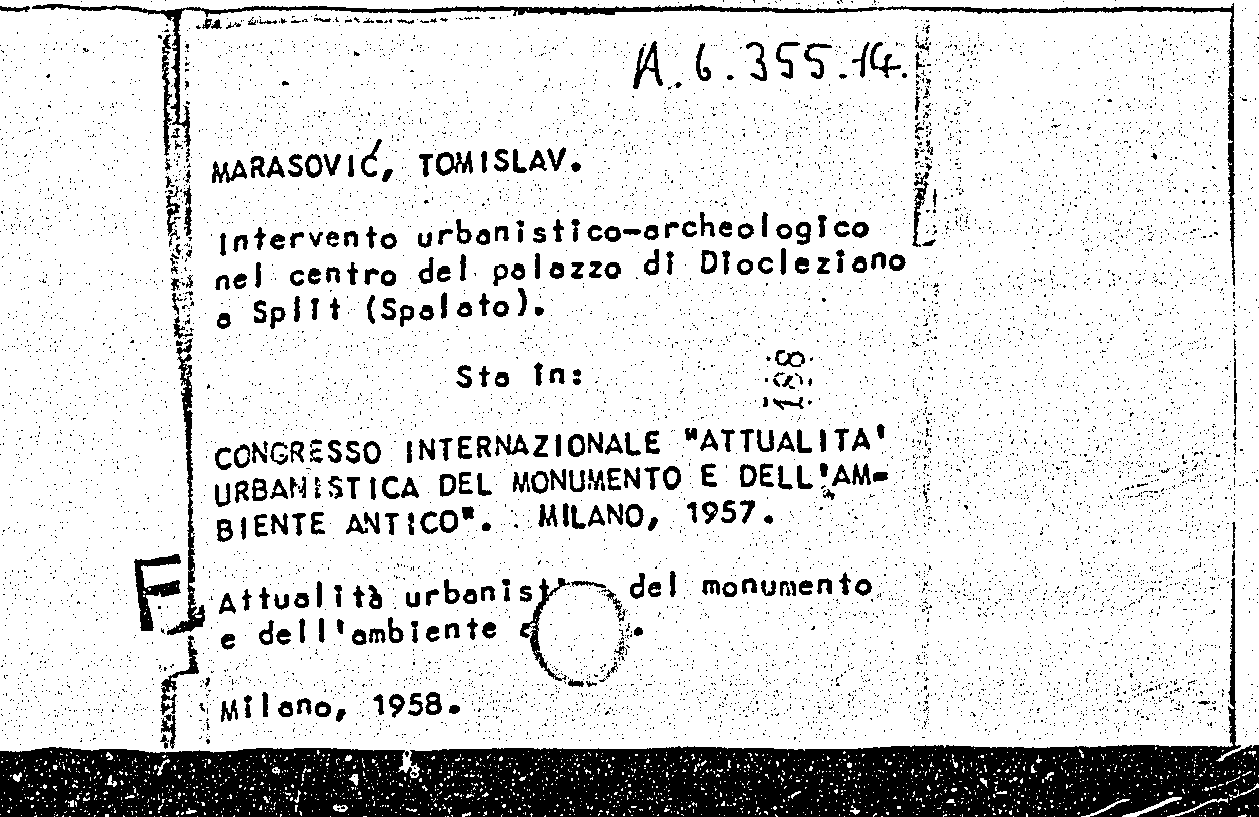 A.6.355.14.
MARASOVIĆ, TOMISLAV.
Intervento urbanistico-archeologico
nel centro del palazzo di Diocleziano
a Split (Spalato).
Sta in:
188
CONGRESSO INTERNAZIONALE "ATTUALITA'
URBANISTICA DEL MONUMENTO E DELL'AM-
BIENTE ANTICO". . MILANO, 1957.
Attualità del monumento
e dell'ambiente
Milano, 1958.